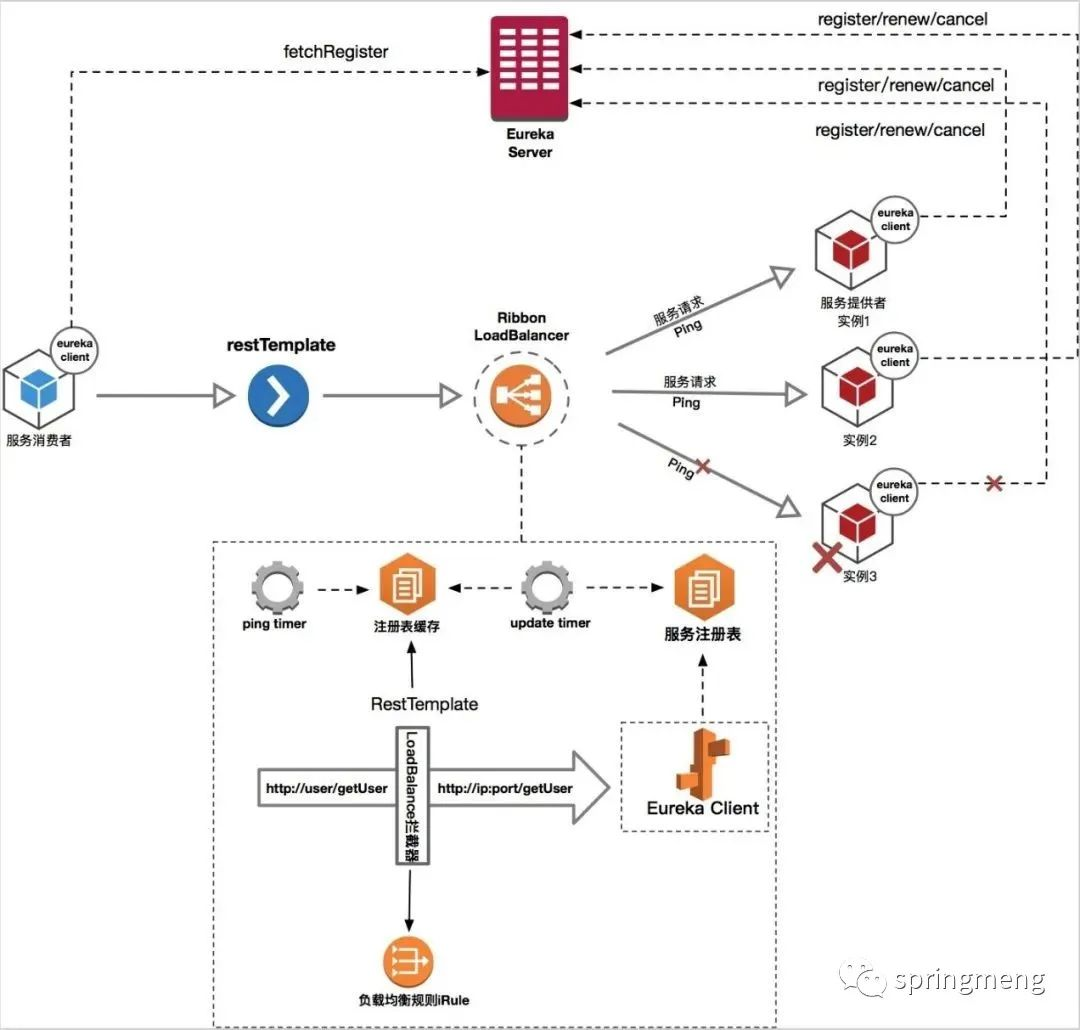 register/renew/cancel
fetchRegister
register/renew/cancel
Eureka
Server
register/renew/cancel
eureka
client
服务提供者
实例1
服务请求
Ping
Ribbon
LoadBalancer
restTemplate
eureka
client
服务消费者
eureka
client
服务请求
Ping
实例2
Ping
eureka
client
实例3
ping timer
注册表缓存
update timer
服务注册表
RestTemplate
LoadBalance拦截器
http://user/getUser
http://ip:port/getUser
Eureka Client
负载均衡规则iRule
springmeng